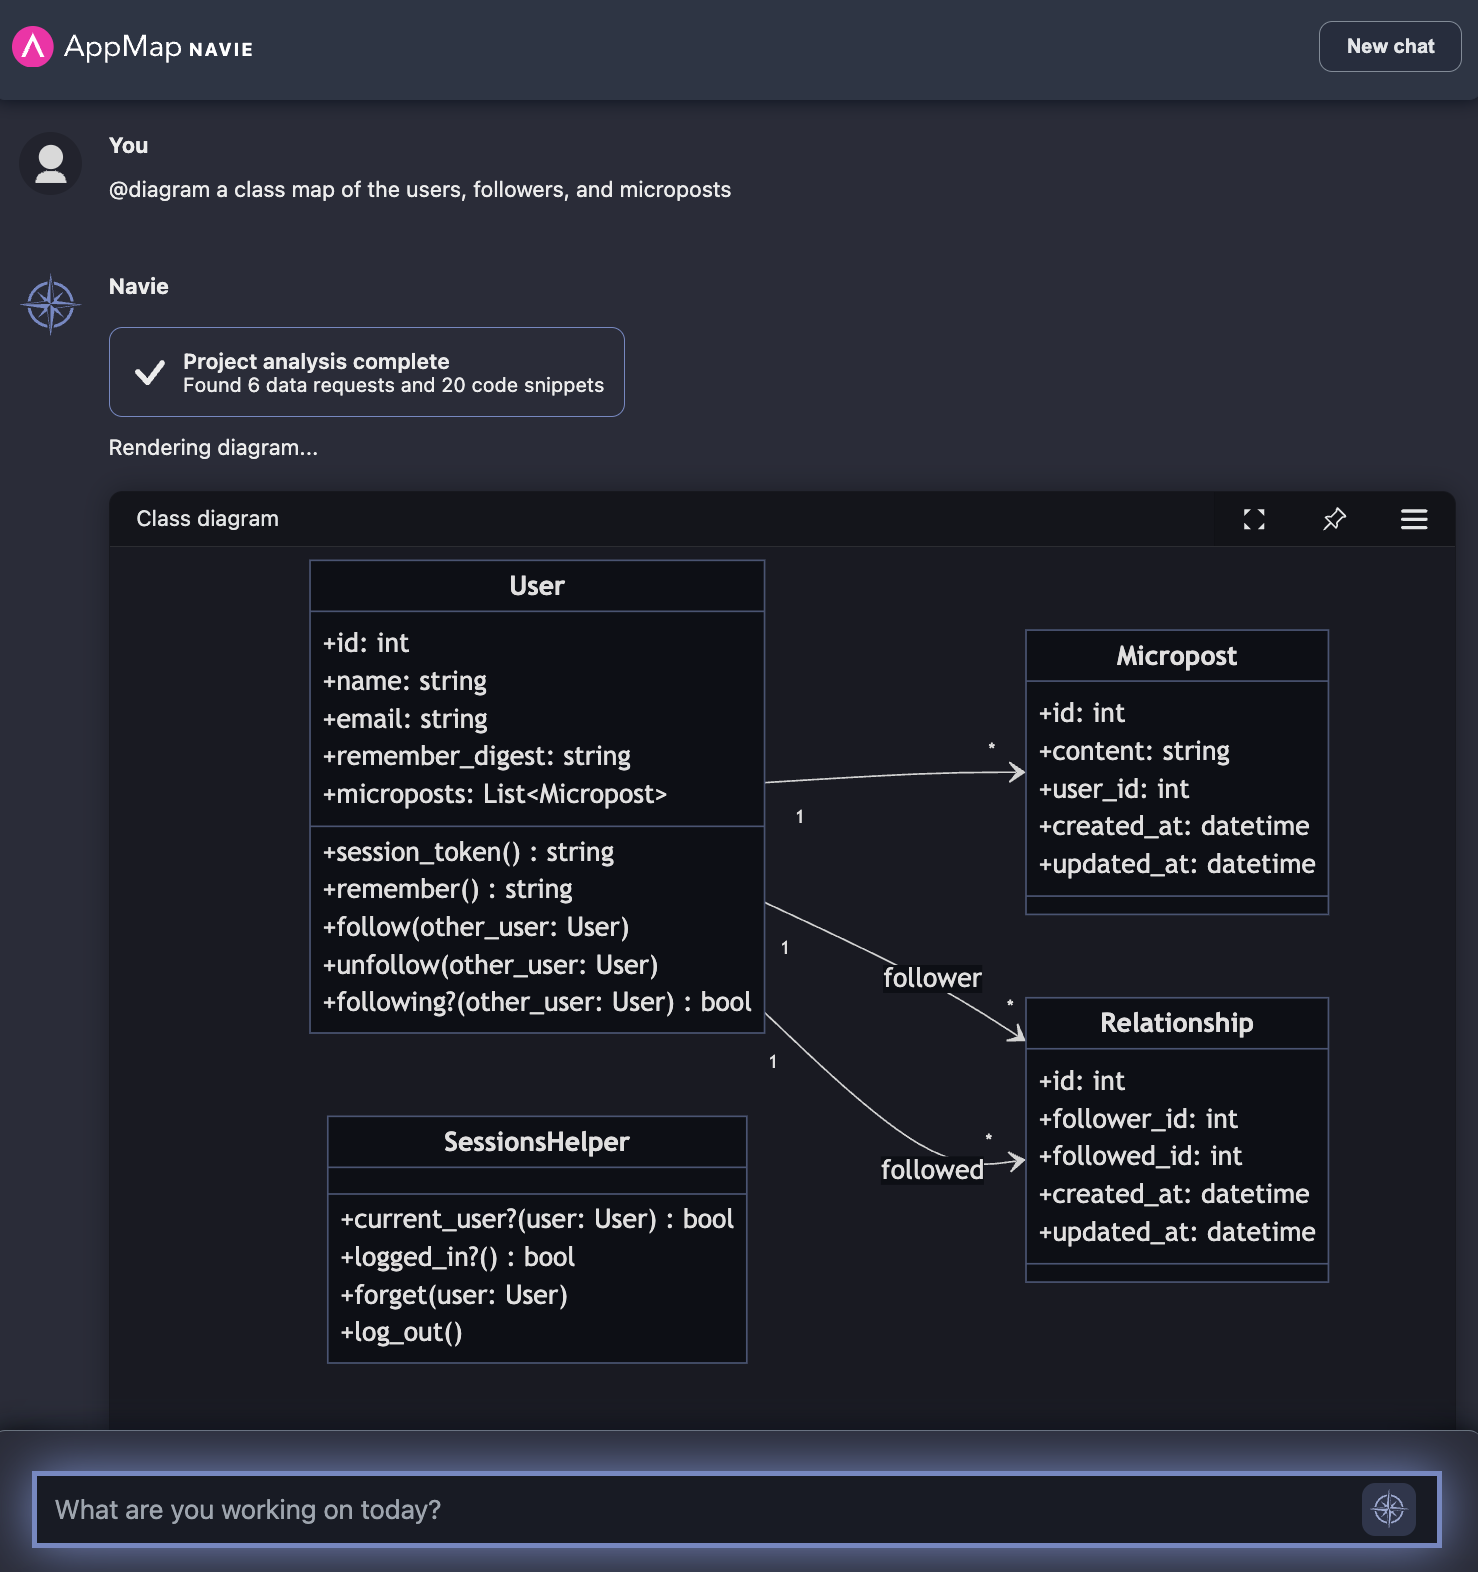 AppMap NAVIE
New chat
You
@diagram a class map of the users, followers, and microposts
Navie
Project analysis complete
Found 6 data requests and 20 code snippets
Rendering diagram...
Class diagram
User
+id: int
+name: string
+email: string
+remember_digest: string
+microposts: List<Micropost>
+session_token() : string
+remember() : string
+follow(other_user: User)
+unfollow(other_user: User)
+following?(other_user: User) : bool
Micropost
+id: int
+content: string
+user_id: int
+created_at: datetime
+updated_at: datetime
*
1
1
follower
*
1
followed
*
Relationship
+id: int
+follower_id: int
+followed_id: int
+created_at: datetime
+updated_at: datetime
SessionsHelper
+current_user?(user: User) : bool
+logged_in?() : bool
+forget(user: User)
+log_out()
What are you working on today?